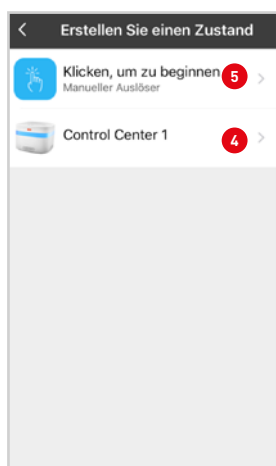 Erstellen Sie einen Zustand
Klicken, um zu beginnen 5
Manueller Auslöser
Control Center 1 4